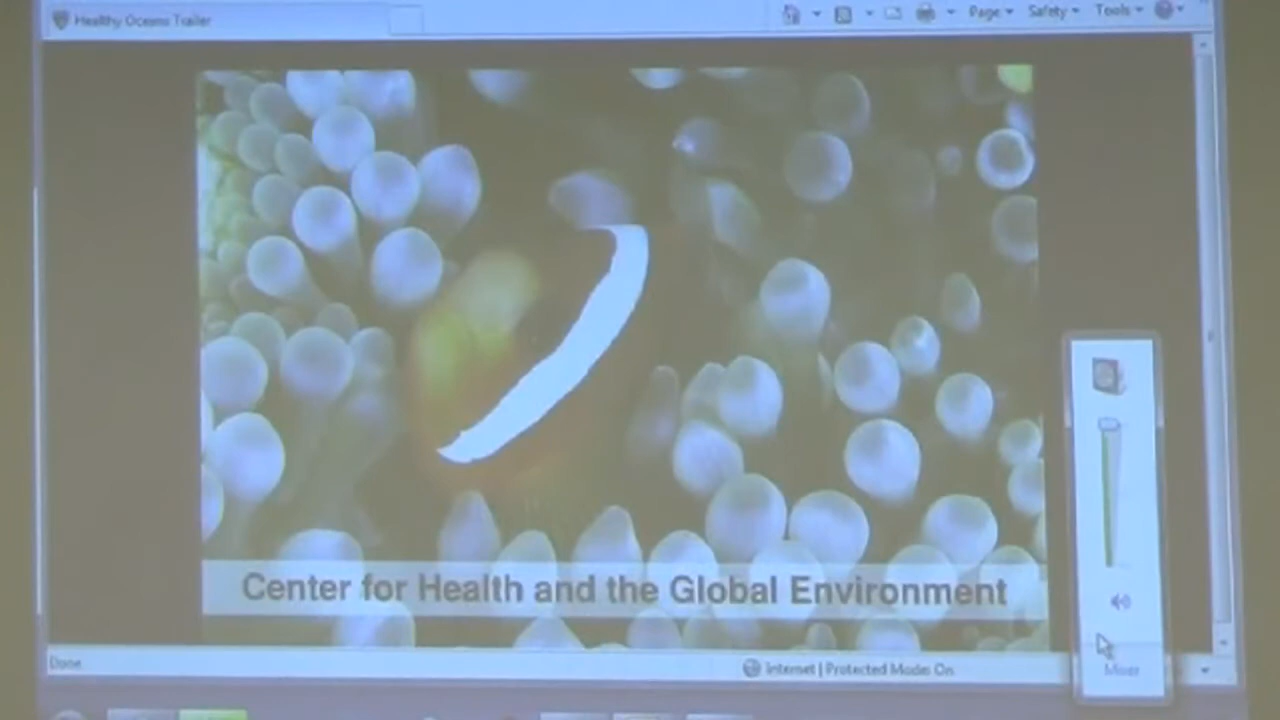 Healthy Oceans Trailer
Page Safety Tools
Center for Health and the Global Environment
Done
Internet | Protected Mode: On
Mixer